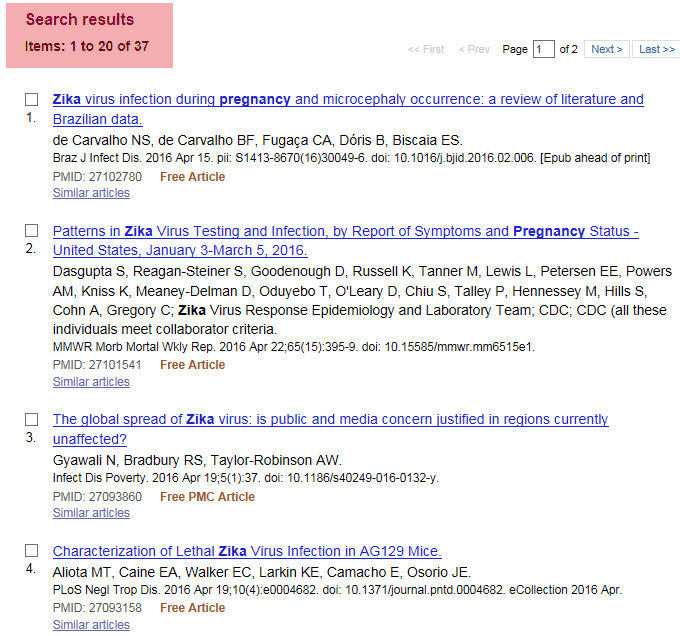 Search results
Items: 1 to 20 of 37
<< First < Prev Page 1 of 2 Next > Last >>
1.
Zika virus infection during pregnancy and microcephaly occurrence: a review of literature and
Brazilian data.
de Carvalho NS, de Carvalho BF, Fugaça CA, Dóris B, Biscaia ES.
Braz J Infect Dis. 2016 Apr 15. pii: S1413-8670(16)30049-6. doi: 10.1016/j.bjid.2016.02.006. [Epub ahead of print]
PMID: 27102780 Free Article
Similar articles
2.
Patterns in Zika Virus Testing and Infection, by Report of Symptoms and Pregnancy Status -
United States, January 3-March 5, 2016.
Dasgupta S, Reagan-Steiner S, Goodenough D, Russell K, Tanner M, Lewis L, Petersen EE, Powers
AM, Kniss K, Meaney-Delman D, Oduyebo T, O'Leary D, Chiu S, Talley P, Hennessey M, Hills S,
Cohn A, Gregory C; Zika Virus Response Epidemiology and Laboratory Team; CDC; CDC (all these
individuals meet collaborator criteria.
MMWR Morb Mortal Wkly Rep. 2016 Apr 22;65(15):395-9. doi: 10.15585/mmwr.mm6515e1.
PMID: 27101541 Free Article
Similar articles
3.
The global spread of Zika virus: is public and media concern justified in regions currently
unaffected?
Gyawali N, Bradbury RS, Taylor-Robinson AW.
Infect Dis Poverty. 2016 Apr 19;5(1):37. doi: 10.1186/s40249-016-0132-y.
PMID: 27093860 Free PMC Article
Similar articles
4.
Characterization of Lethal Zika Virus Infection in AG129 Mice.
Aliota MT, Caine EA, Walker EC, Larkin KE, Camacho E, Osorio JE.
PLoS Negl Trop Dis. 2016 Apr 19;10(4):e0004682. doi: 10.1371/journal.pntd.0004682. eCollection 2016 Apr.
PMID: 27093158 Free Article
Similar articles